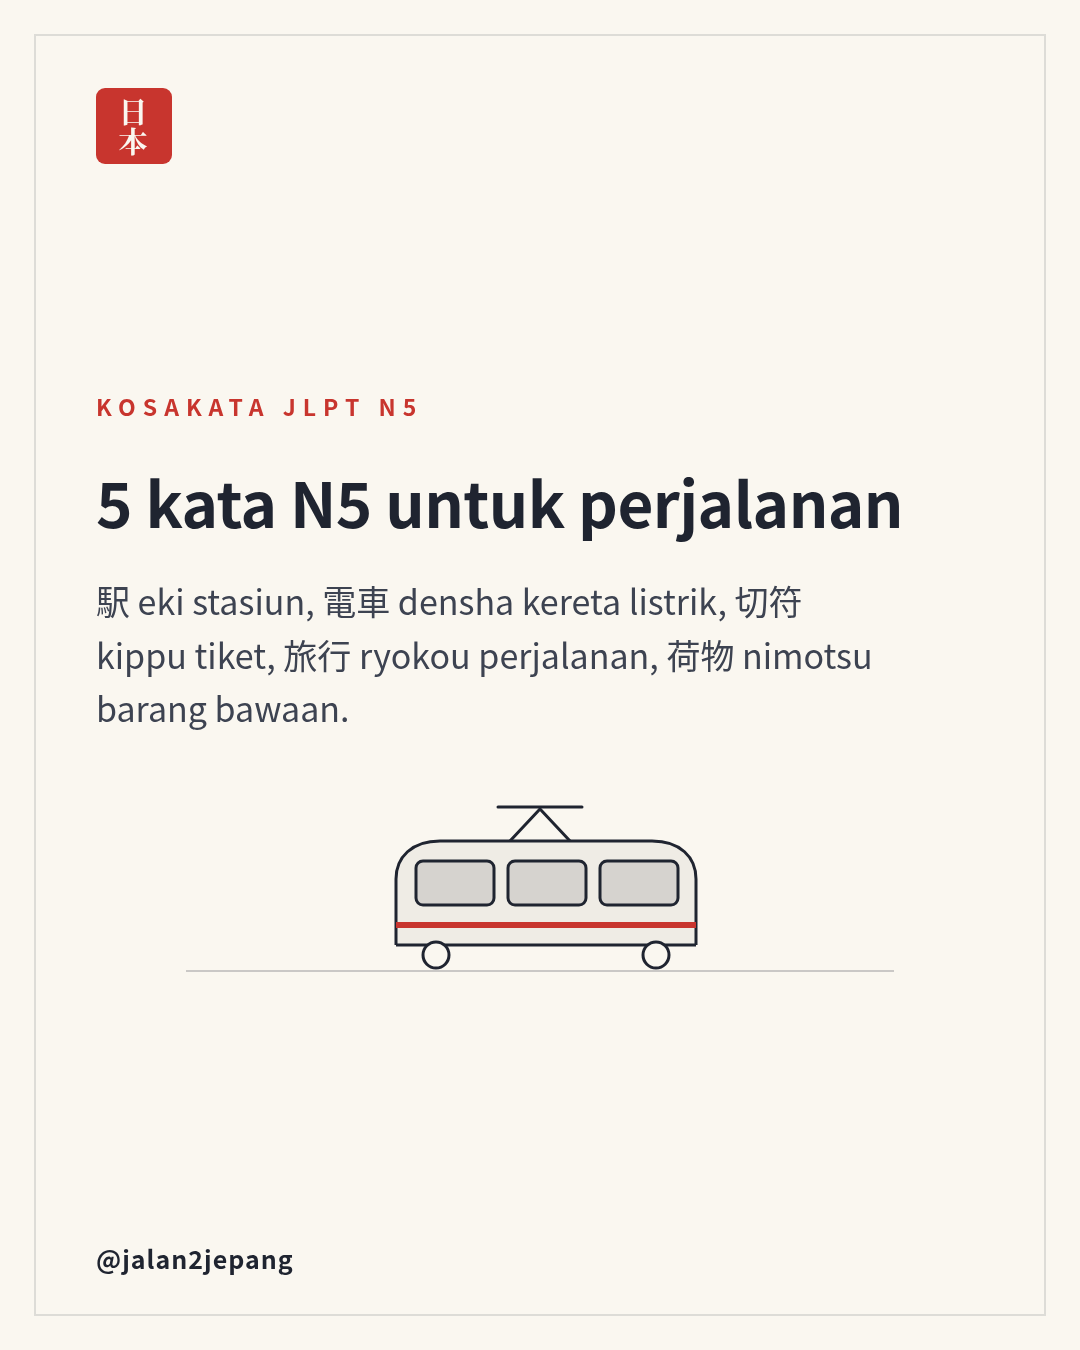 日
本
KOSAKATA JLPT N5
5 kata N5 untuk perjalanan
駅 eki stasiun, 電車 densha kereta listrik, 切符
kippu tiket, 旅行 ryokou perjalanan, 荷物 nimotsu
barang bawaan.
@jalan2jepang